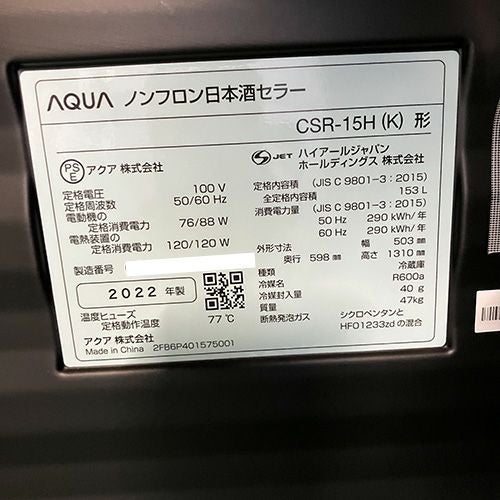 AQUA ノンフロン日本酒セラー
CSR-15H (K) 形
PS E アクア 株式会社
定格電圧 100 V
定格周波数 50/60 Hz
電動機の
定格消費電力 76/88 W
電熱装置の
定格消費電力 120/120 W
製造番号
2022 年製
温度ヒューズ
定格動作温度 77 ℃
アクア 株式会社
Made in China 2F86P401575001
S JET ハイアールジャパン
ホールディングス 株式会社
定格内容積 (JIS C 9801-3 : 2015)
全定格内容積 153 L
消費電力量 (JIS C 9801-3 : 2015)
50 Hz 290 kWh/年
60 Hz 290 kWh/年
外形寸法 幅 503 mm
奥行 598 mm 高さ 1310 mm
種類 冷蔵庫
冷媒名 R600a
冷媒封入量 40 g
質量 47kg
断熱発泡ガス シクロペンタンと
HFO1233zd の混合